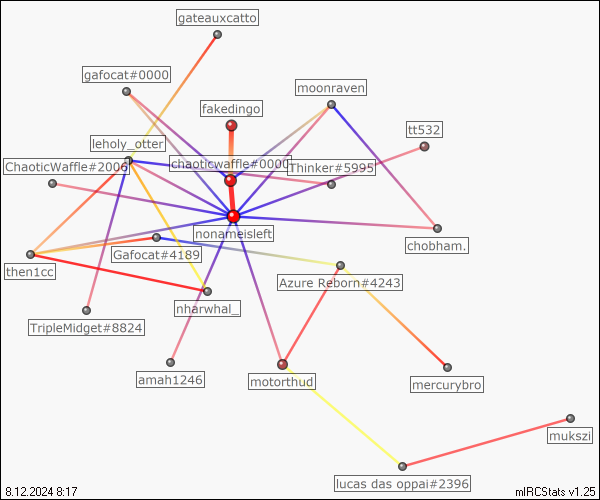 gateauxcatto
gafocat#0000
moonraven
fakedingo
tt532
leholy_otter
chaoticwaffle#0000
ChaoticWaffle#2006
Thinker#5995
nonameisleft
chobham.
Gafocat#4189
then1cc
Azure Reborn#4243
nharwhal_
TripleMidget#8824
amah1246
motorthud
mercurybro
mukszi
lucas das oppai#2396
8.12.2024 8:17
mIRCStats v1.25